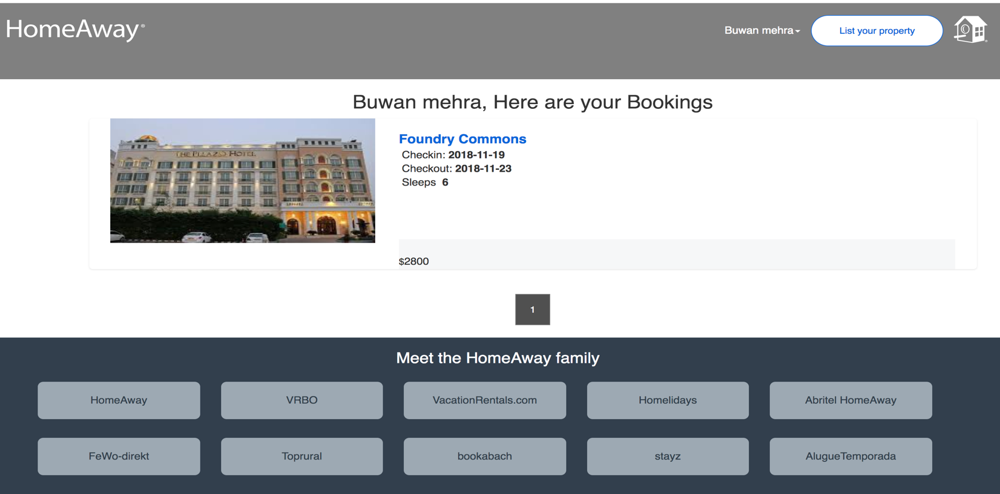 HomeAway®
Buwan mehra
List your property
Buwan mehra, Here are your Bookings
THE PLLAZIO HOTEL
Foundry Commons
Checkin: 2018-11-19
Checkout: 2018-11-23
Sleeps 6
$2800
1
Meet the HomeAway family
HomeAway
VRBO
VacationRentals.com
Homelidays
Abritel HomeAway
FeWo-direkt
Toprural
bookabach
stayz
AlugueTemporada